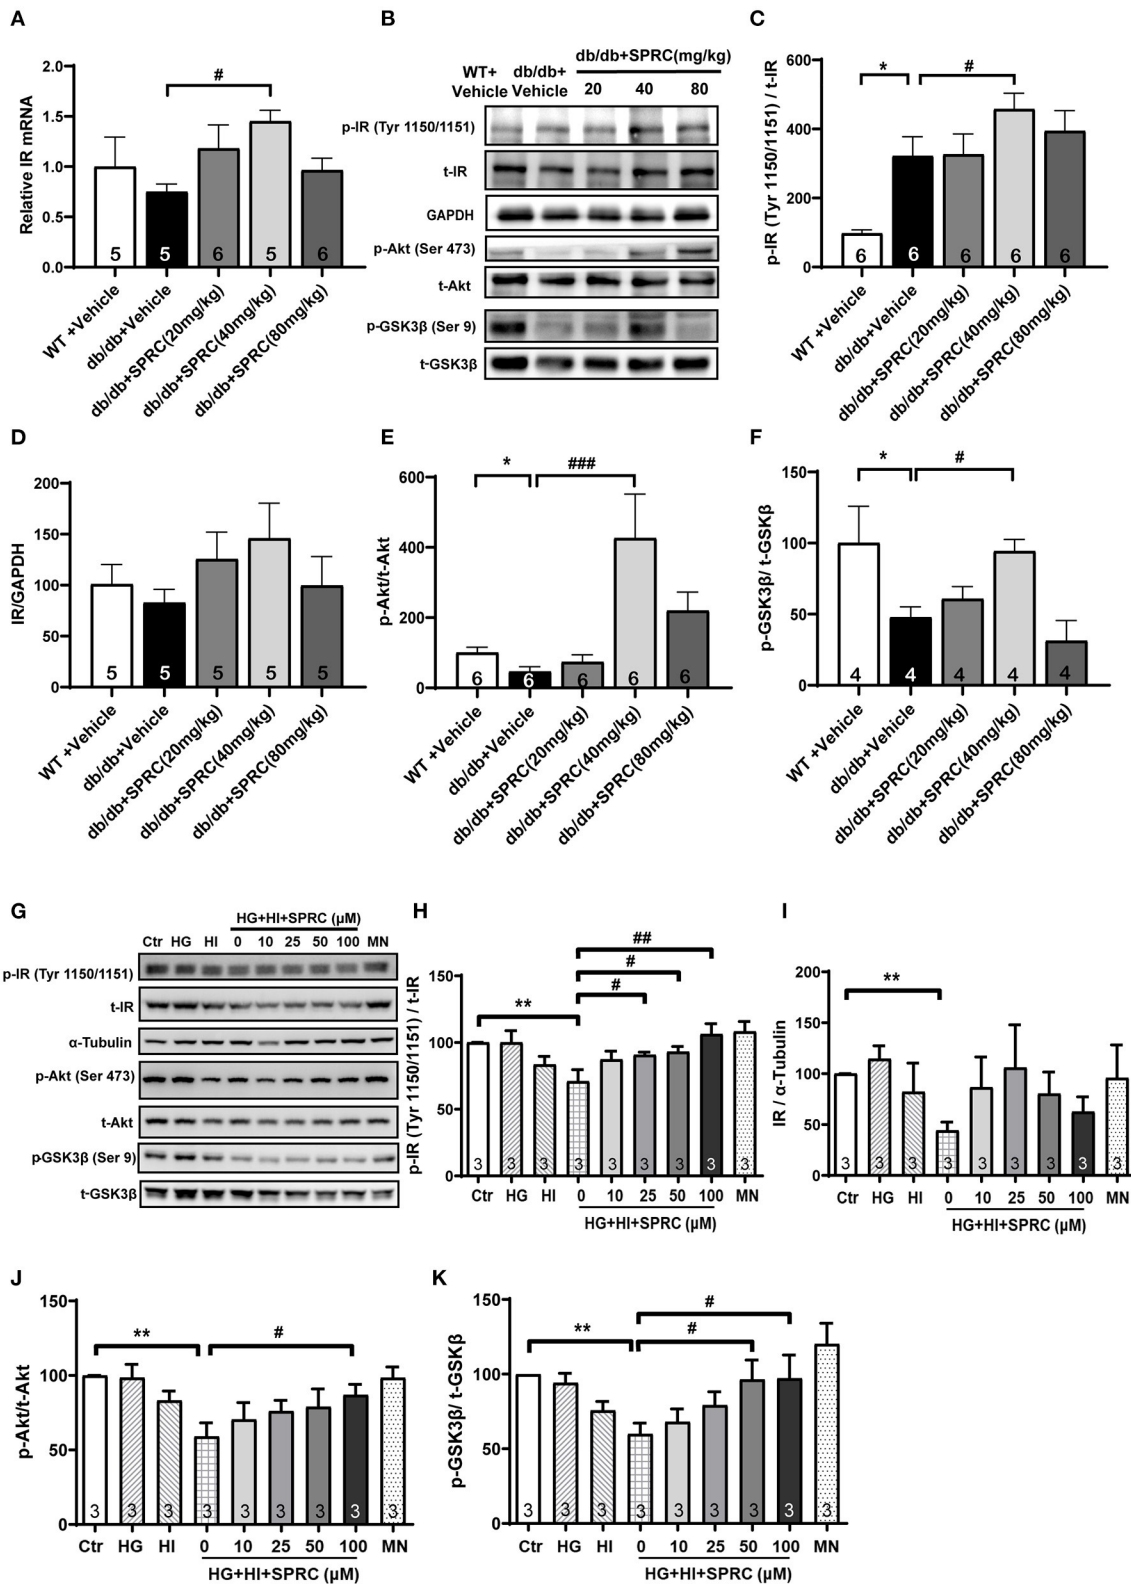 A
Relative IR mRNA
2.0
1.5
1.0
0.5
0.0
#
5
5
6
5
6
WT +Vehicle
db/db+Vehicle
db/db+SPRC(20mg/kg)
db/db+SPRC(40mg/kg)
db/db+SPRC(80mg/kg)
B
db/db+SPRC(mg/kg)
WT+ db/db+
Vehicle Vehicle 20 40 80
p-IR (Tyr 1150/1151)
t-IR
GAPDH
p-Akt (Ser 473)
t-Akt
p-GSK3β (Ser 9)
t-GSK3β
C
p-IR (Tyr 1150/1151) / t-IR
600
400
200
0
*
#
6
6
6
6
6
WT +Vehicle
db/db+Vehicle
db/db+SPRC(20mg/kg)
db/db+SPRC(40mg/kg)
db/db+SPRC(80mg/kg)
D
IR/GAPDH
200
150
100
50
0
5
5
5
5
5
WT +Vehicle
db/db+Vehicle
db/db+SPRC(20mg/kg)
db/db+SPRC(40mg/kg)
db/db+SPRC(80mg/kg)
E
p-Akt/t-Akt
600
400
200
0
*
###
6
6
6
6
6
WT +Vehicle
db/db+Vehicle
db/db+SPRC(20mg/kg)
db/db+SPRC(40mg/kg)
db/db+SPRC(80mg/kg)
F
p-GSK3β/ t-GSKβ
150
100
50
0
*
#
4
4
4
4
4
WT +Vehicle
db/db+Vehicle
db/db+SPRC(20mg/kg)
db/db+SPRC(40mg/kg)
db/db+SPRC(80mg/kg)
G
HG+HI+SPRC (μM)
Ctr HG HI 0 10 25 50 100 MN
p-IR (Tyr 1150/1151)
t-IR
α-Tubulin
p-Akt (Ser 473)
t-Akt
p-GSK3β (Ser 9)
t-GSK3β
H
p-IR (Tyr 1150/1151) / t-IR
150
100
50
0
**
##
#
#
3 3 3 3 3 3 3 3 3
Ctr HG HI 0 10 25 50 100 MN
HG+HI+SPRC (μM)
I
IR / α-Tubulin
200
150
100
50
0
**
3 3 3 3 3 3 3 3 3
Ctr HG HI 0 10 25 50 100 MN
HG+HI+SPRC (μM)
J
p-Akt/t-Akt
150
100
50
0
**
#
3 3 3 3 3 3 3 3 3
Ctr HG HI 0 10 25 50 100 MN
HG+HI+SPRC (μM)
K
p-GSK3β/ t-GSKβ
150
100
50
0
**
#
#
3 3 3 3 3 3 3 3 3
Ctr HG HI 0 10 25 50 100 MN
HG+HI+SPRC (μM)